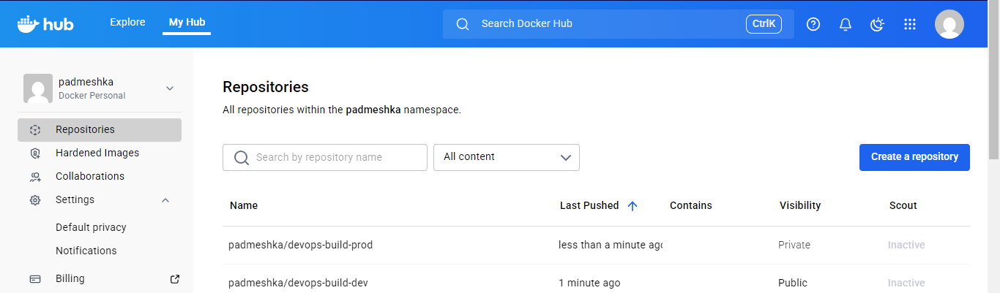 hub Explore My Hub Search Docker Hub CtrlK
padmeshka
Docker Personal
Repositories
Hardened Images
Collaborations
Settings
Default privacy
Notifications
Billing
Repositories
All repositories within the padmeshka namespace.
Search by repository name All content Create a repository
Name Last Pushed Contains Visibility Scout
padmeshka/devops-build-prod less than a minute ago Private Inactive
padmeshka/devops-build-dev 1 minute ago Public Inactive